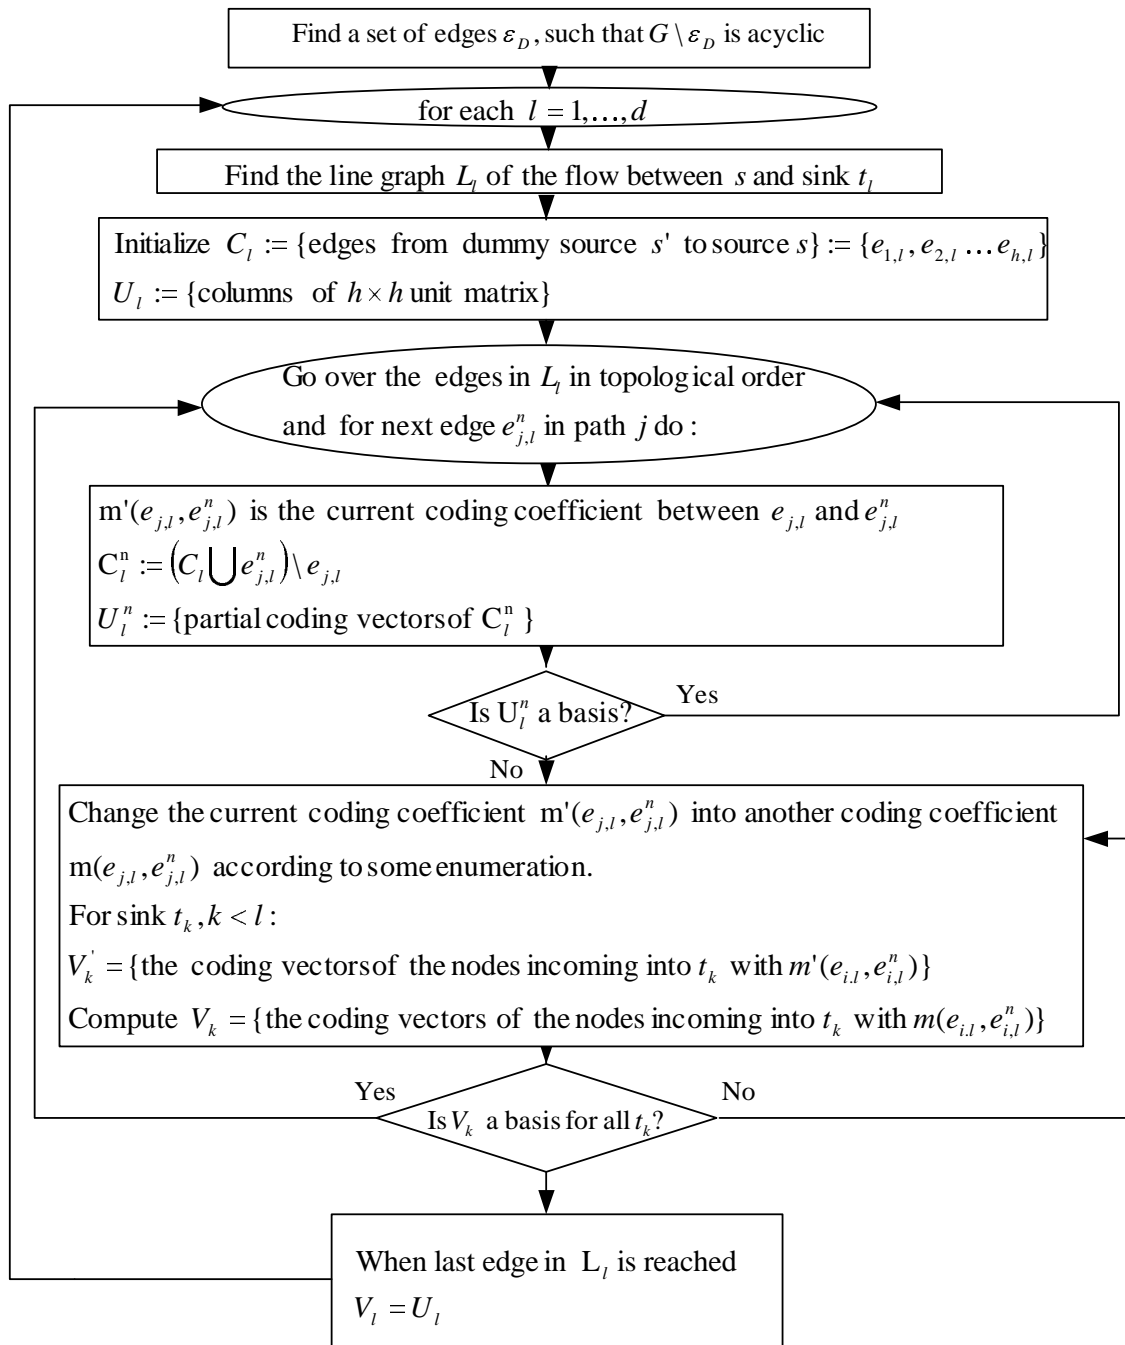 Find a set of edges ε_D, such that G \ ε_D is acyclic
for each l = 1,…,d
Find the line graph L_l of the flow between s and sink t_l
Initialize C_l := {edges from dummy source s' to source s} := {e_{1,l}, e_{2,l} … e_{h,l}}
U_l := {columns of h × h unit matrix}
Go over the edges in L_l in topological order
and for next edge e^n_{j,l} in path j do :
m'(e_{j,l}, e^n_{j,l}) is the current coding coefficient between e_{j,l} and e^n_{j,l}
C^n_l := (C_l ⋃ e^n_{j,l}) \ e_{j,l}
U^n_l := {partial coding vectors of C^n_l }
Is U^n_l a basis?
Yes
No
Change the current coding coefficient m'(e_{j,l}, e^n_{j,l}) into another coding coefficient
m(e_{j,l}, e^n_{j,l}) according to some enumeration.
For sink t_k, k < l :
V_k' = {the coding vectors of the nodes incoming into t_k with m'(e_{i.l}, e^n_{i,l})}
Compute V_k = {the coding vectors of the nodes incoming into t_k with m(e_{i.l}, e^n_{i,l})}
Yes
No
Is V_k a basis for all t_k?
When last edge in L_l is reached
V_l = U_l